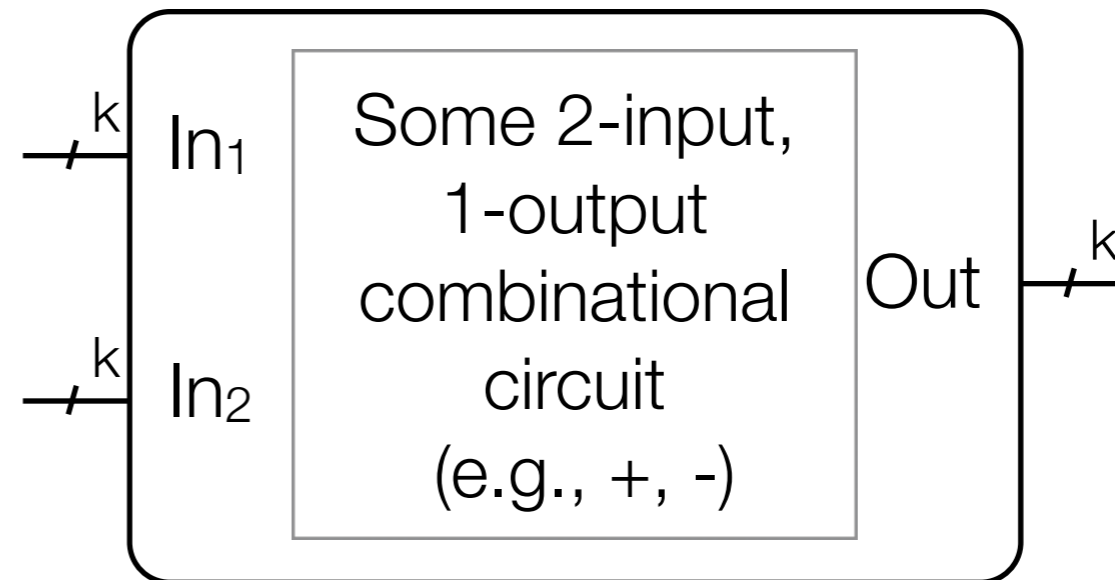 k
In₁
k
In₂
Some 2-input,
1-output
combinational
circuit
(e.g., +, -)
Out
k